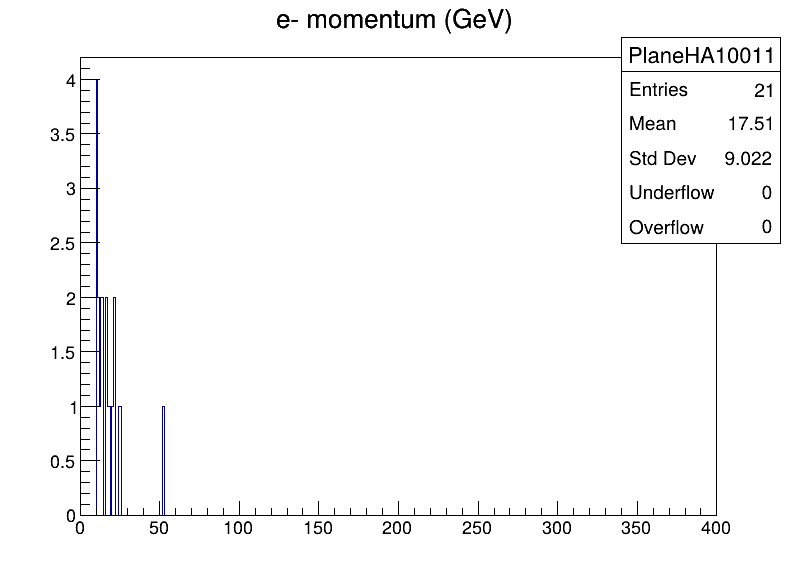 e- momentum (GeV)
PlaneHA10011
Entries 21
Mean 17.51
Std Dev 9.022
Underflow 0
Overflow 0
4
3.5
3
2.5
2
1.5
1
0.5
0
0 50 100 150 200 250 300 350 400